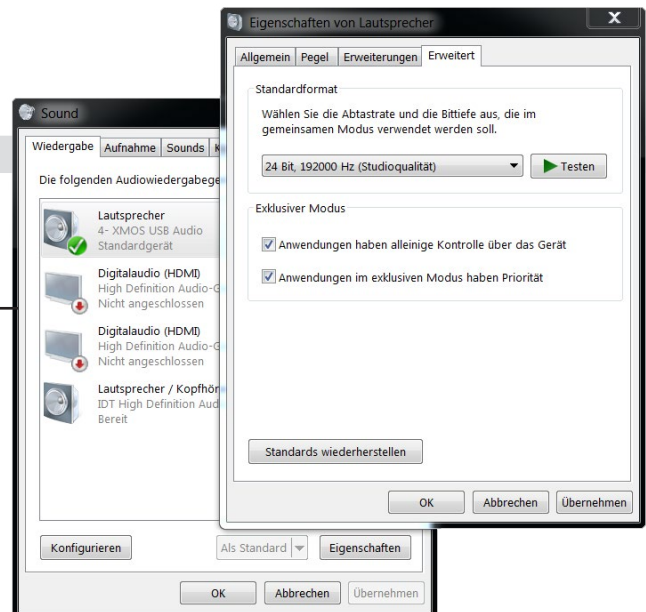 Eigenschaften von Lautsprecher
Allgemein Pegel Erweiterungen Erweitert
Standardformat
Wählen Sie die Abtastrate und die Bittiefe aus, die im
gemeinsamen Modus verwendet werden soll.
24 Bit, 192000 Hz (Studioqualität) Testen
Exklusiver Modus
Anwendungen haben alleinige Kontrolle über das Gerät
Anwendungen im exklusiven Modus haben Priorität
Standards wiederherstellen
OK Abbrechen Übernehmen
Sound
Wiedergabe Aufnahme Sounds
Die folgenden Audiowiedergabege
Lautsprecher
4- XMOS USB Audio
Standardgerät
Digitalaudio (HDMI)
High Definition Audio-G
Nicht angeschlossen
Digitalaudio (HDMI)
High Definition Audio-G
Nicht angeschlossen
Lautsprecher / Kopfhör
IDT High Definition Aud
Bereit
Konfigurieren Als Standard Eigenschaften
OK Abbrechen Übernehmen